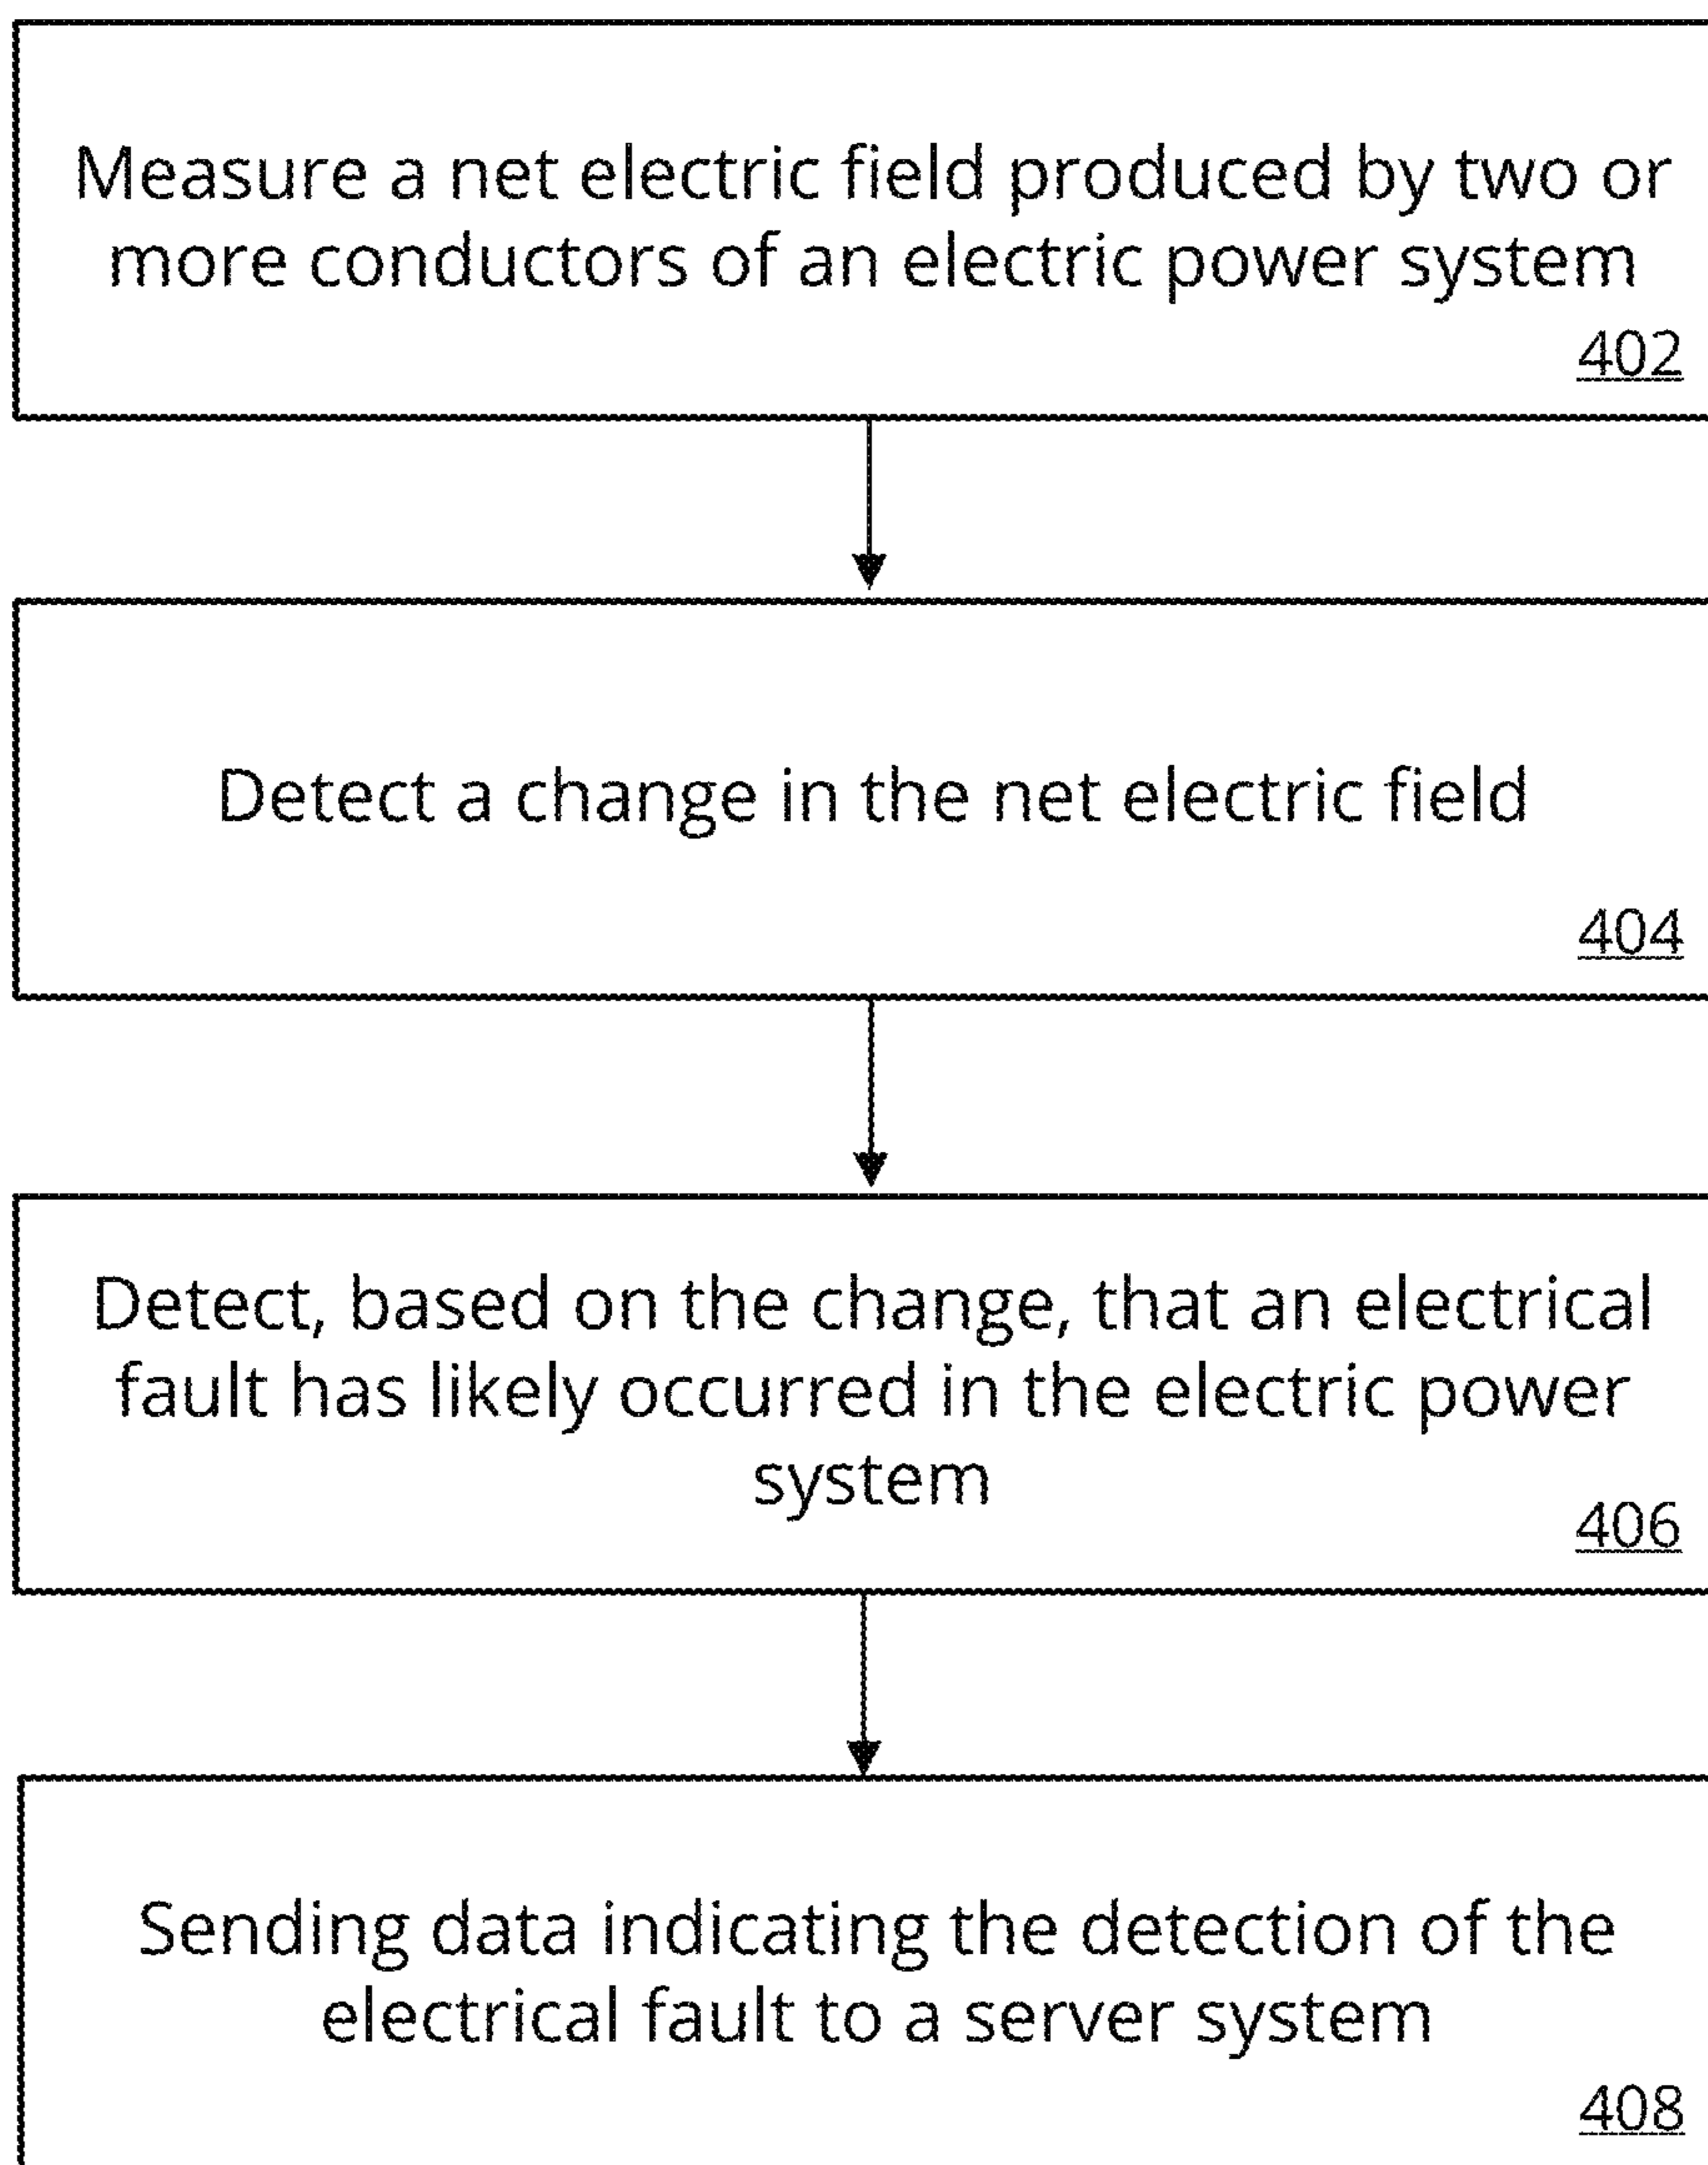 Measure a net electric field produced by two or
more conductors of an electric power system
402
Detect a change in the net electric field
404
Detect, based on the change, that an electrical
fault has likely occurred in the electric power
system
406
Sending data indicating the detection of the
electrical fault to a server system
408